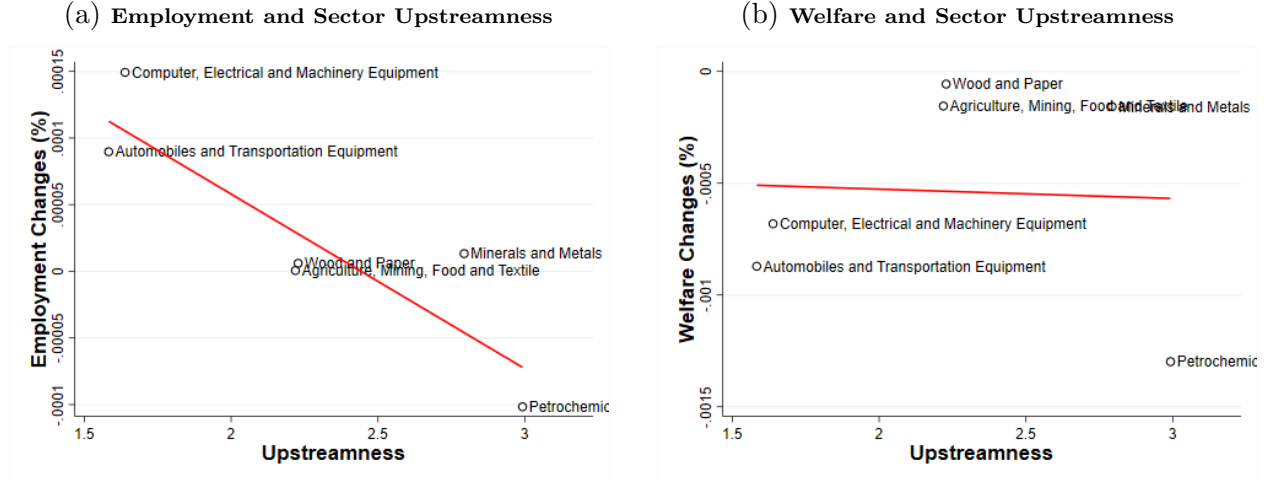 (a) Employment and Sector Upstreamness
Employment Changes (%)
.00015
.0001
.00005
0
-.00005
-.0001
Computer, Electrical and Machinery Equipment
Automobiles and Transportation Equipment
Minerals and Metals
Wood and Paper
Agriculture, Mining, Food and Textile
Petrochemic
1.5 2 2.5 3
Upstreamness
(b) Welfare and Sector Upstreamness
Welfare Changes (%)
0
-.0005
-.001
-.0015
Wood and Paper
Agriculture, Mining, Food and Textile
Minerals and Metals
Computer, Electrical and Machinery Equipment
Automobiles and Transportation Equipment
Petrochemic
1.5 2 2.5 3
Upstreamness